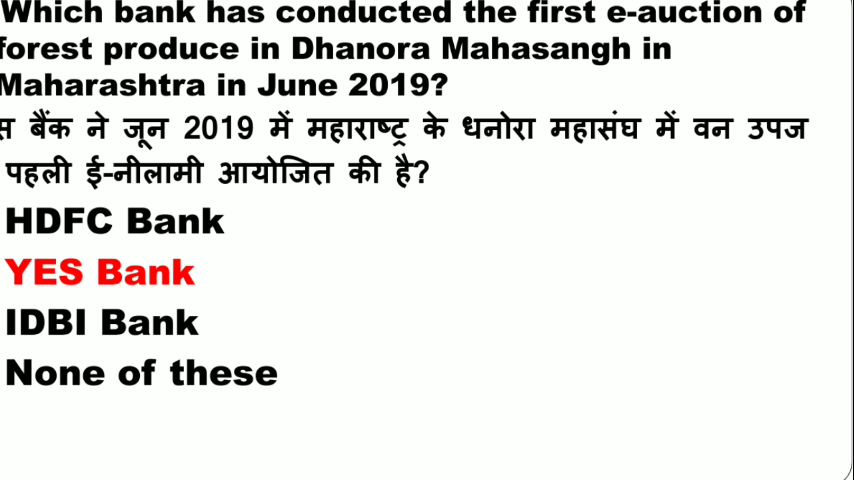 Which bank has conducted the first e-auction of
forest produce in Dhanora Mahasangh in
Maharashtra in June 2019?
स बैंक ने जून 2019 में महाराष्ट्र के धनोरा महासंघ में वन उपज
पहली ई-नीलामी आयोजित की है?
HDFC Bank
YES Bank
IDBI Bank
None of these